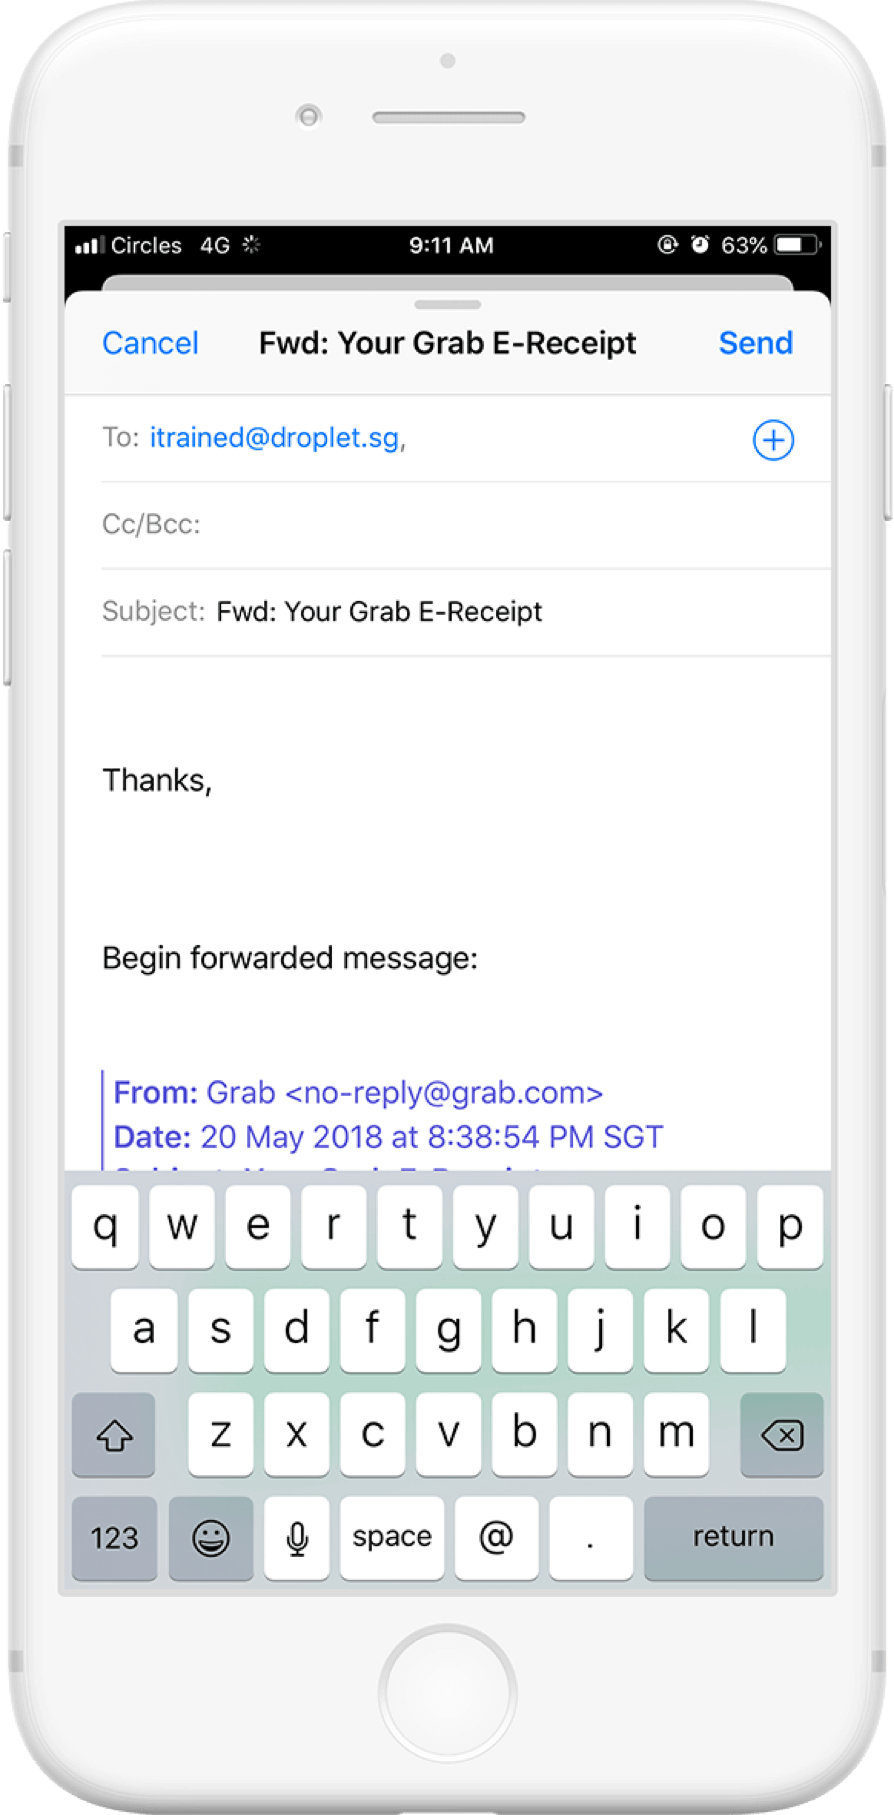 Circles 4G 9:11 AM 63%
Cancel Fwd: Your Grab E-Receipt Send
To: itrained@droplet.sg,
Cc/Bcc:
Subject: Fwd: Your Grab E-Receipt
Thanks,
Begin forwarded message:
From: Grab <no-reply@grab.com>
Date: 20 May 2018 at 8:38:54 PM SGT
q w e r t y u i o p
a s d f g h j k l
z x c v b n m
123 space @ . return